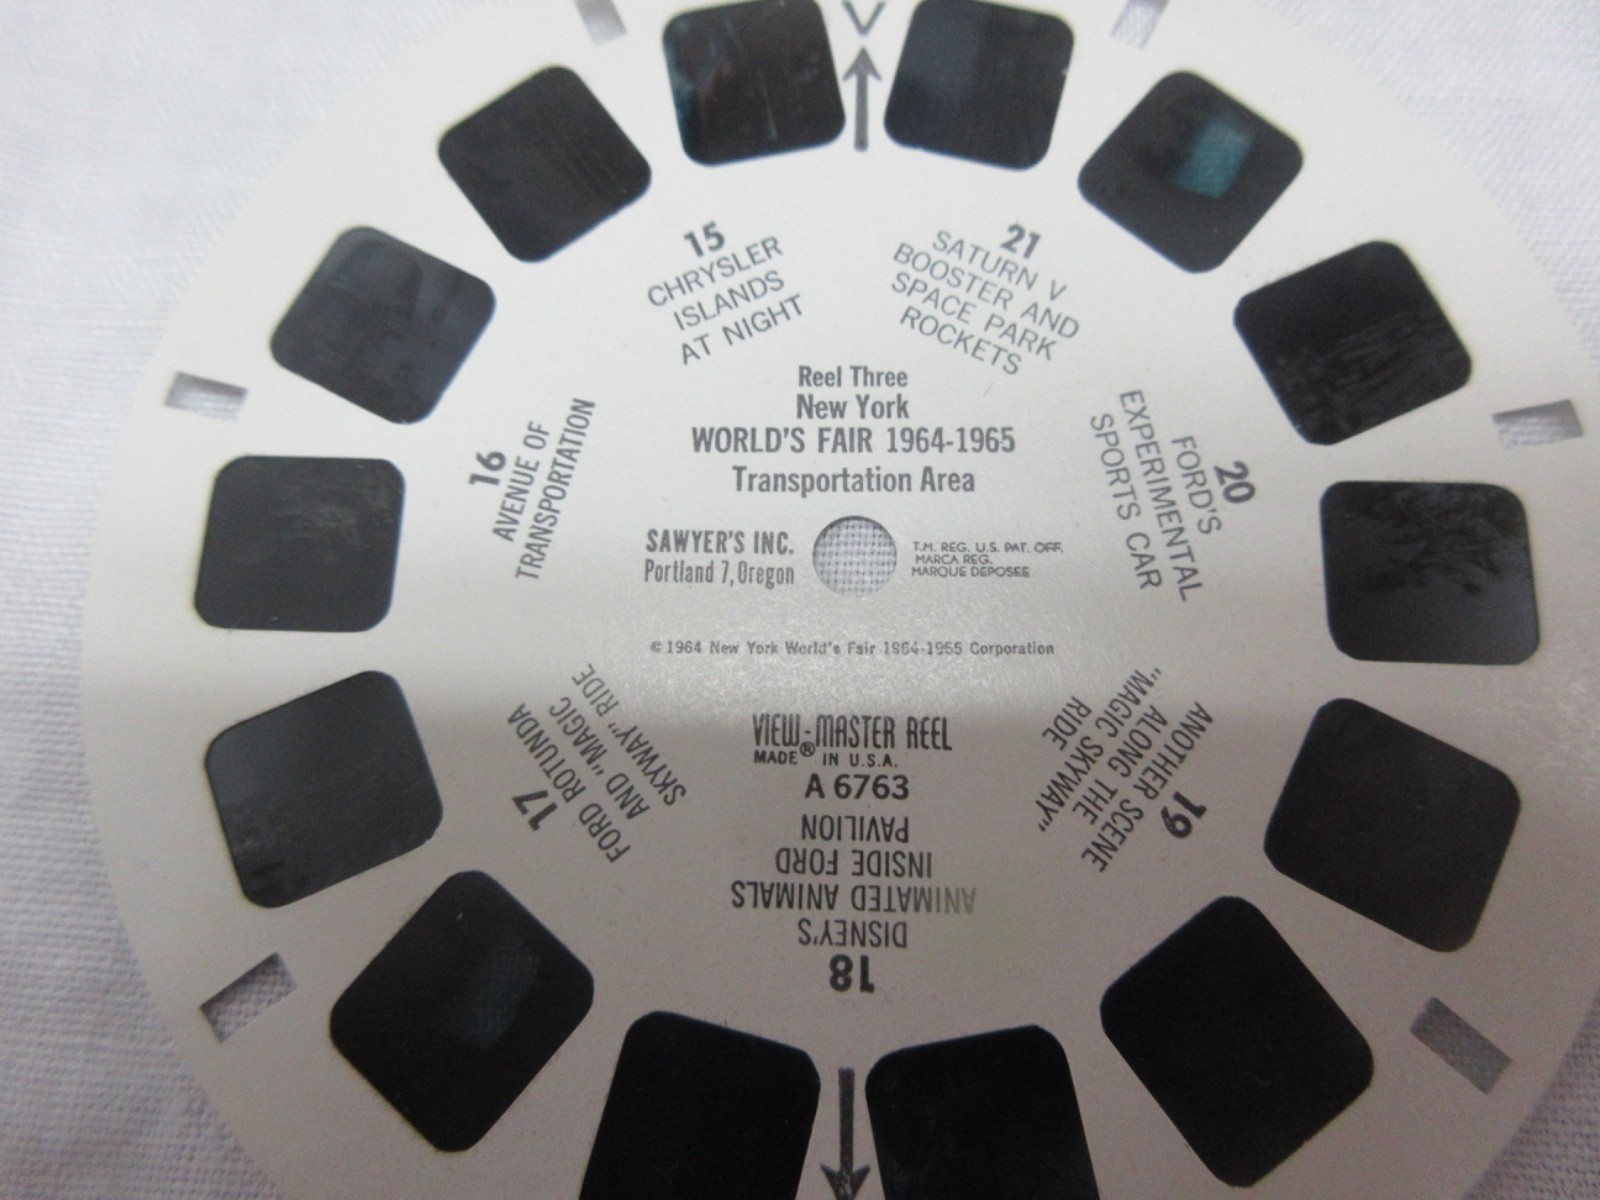 V
15
CHRYSLER
ISLANDS
AT NIGHT
21
SATURN V
BOOSTER AND
SPACE PARK
ROCKETS
Reel Three
New York
WORLD'S FAIR 1964-1965
Transportation Area
16
AVENUE OF
TRANSPORTATION
20
FORD'S
EXPERIMENTAL
SPORTS CAR
SAWYER'S INC.
Portland 7, Oregon
T.M. REG. U.S. PAT. OFF.
MARCA REG.
MARQUE DEPOSEE
© 1964 New York World's Fair 1964-1965 Corporation
17
FORD ROTUNDA
AND "MAGIC
SKYWAY" RIDE
19
ANOTHER SCENE
ALONG THE
"MAGIC SKYWAY"
RIDE
VIEW-MASTER REEL
MADE ® IN U.S.A.
A 6763
18
DISNEY'S
ANIMATED ANIMALS
INSIDE FORD
PAVILION